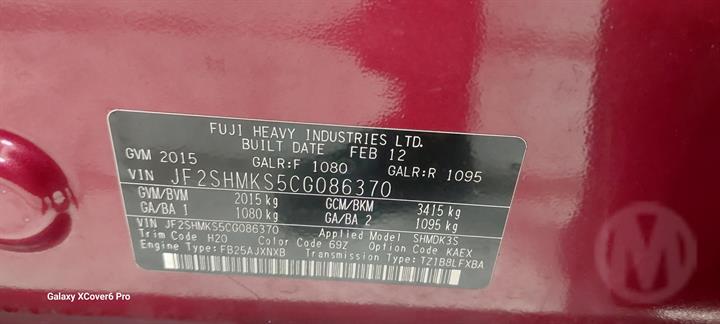 FUJI HEAVY INDUSTRIES LTD.
BUILT DATE FEB 12
GVM 2015 GALR:F 1080 GALR:R 1095
VIN JF2SHMKS5CG086370
GVM/BVM 2015 kg GCM/BKM 3415 kg
GA/BA 1 1080 kg GA/BA 2 1095 kg
VIN JF2SHMKS5CG086370 Applied Model SHMDK3S
Trim Code H20 Color Code 69Z Option Code KAEX
Engine Type: FB25AJXNXB Transmission Type: TZ1B8LFXBA
Galaxy XCover6 Pro
M